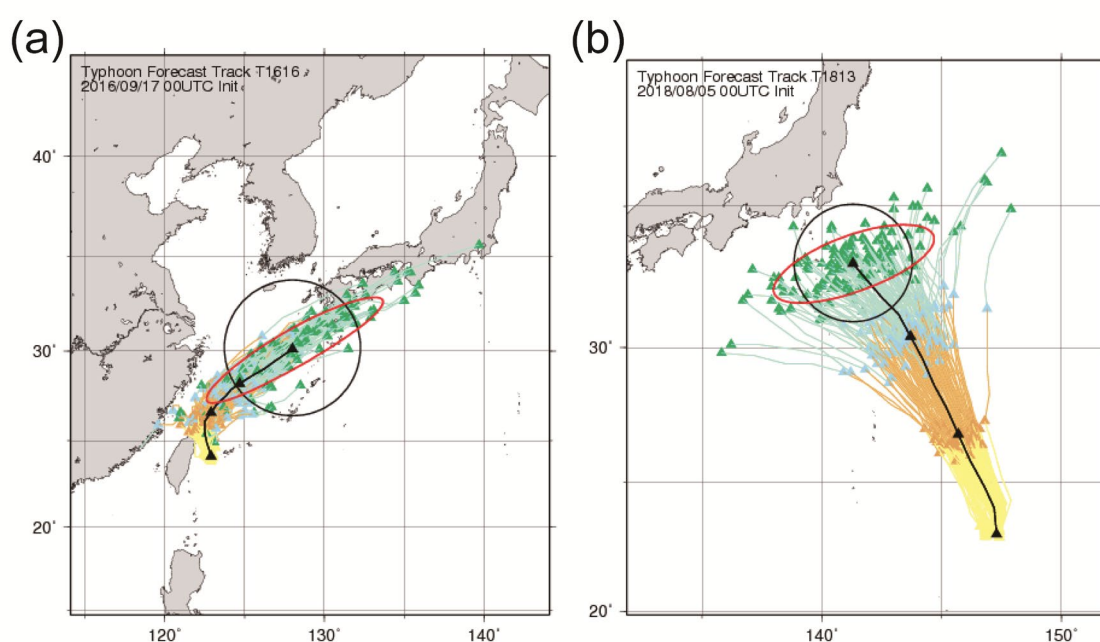 (a)
Typhoon Forecast Track T1616
2016/09/17 00UTC Init
40°
30°
20°
120°
130°
140°
(b)
Typhoon Forecast Track T1813
2018/08/05 00UTC Init
30°
20°
140°
150°